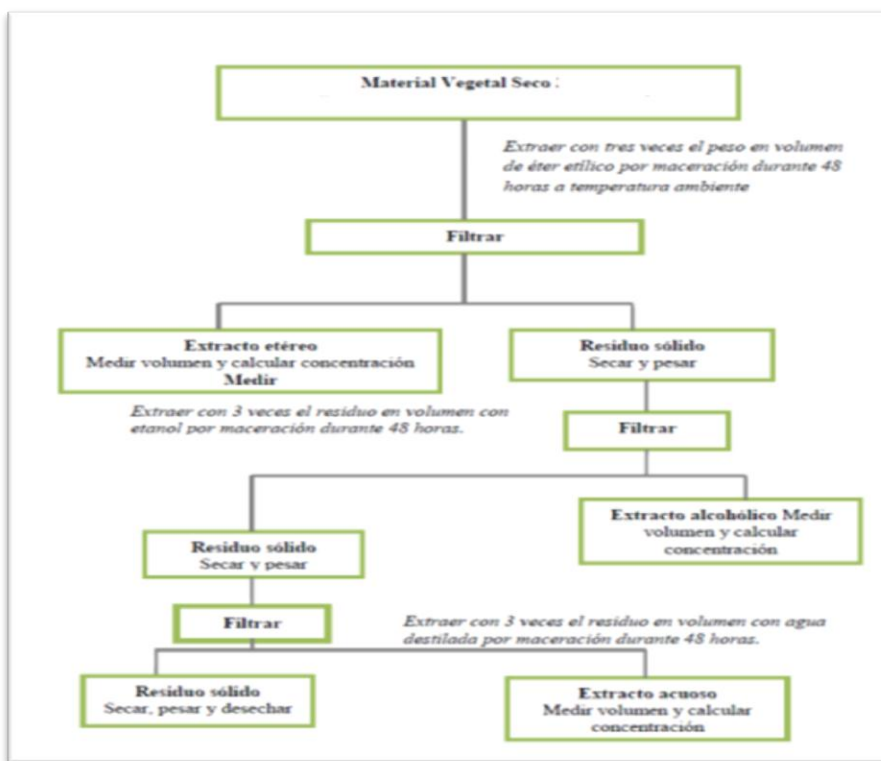 Material Vegetal Seco :
Extraer con tres veces el peso en volumen
de éter etílico por maceración durante 48
horas a temperatura ambiente
Filtrar
Extracto etéreo
Medir volumen y calcular concentración
Medir
Residuo sólido
Secar y pesar
Extraer con 3 veces el residuo en volumen con
etanol por maceración durante 48 horas.
Filtrar
Extracto alcohólico Medir
volumen y calcular
concentración
Residuo sólido
Secar y pesar
Filtrar
Extraer con 3 veces el residuo en volumen con agua
destilada por maceración durante 48 horas.
Residuo sólido
Secar, pesar y desechar
Extracto acuoso
Medir volumen y calcular
concentración